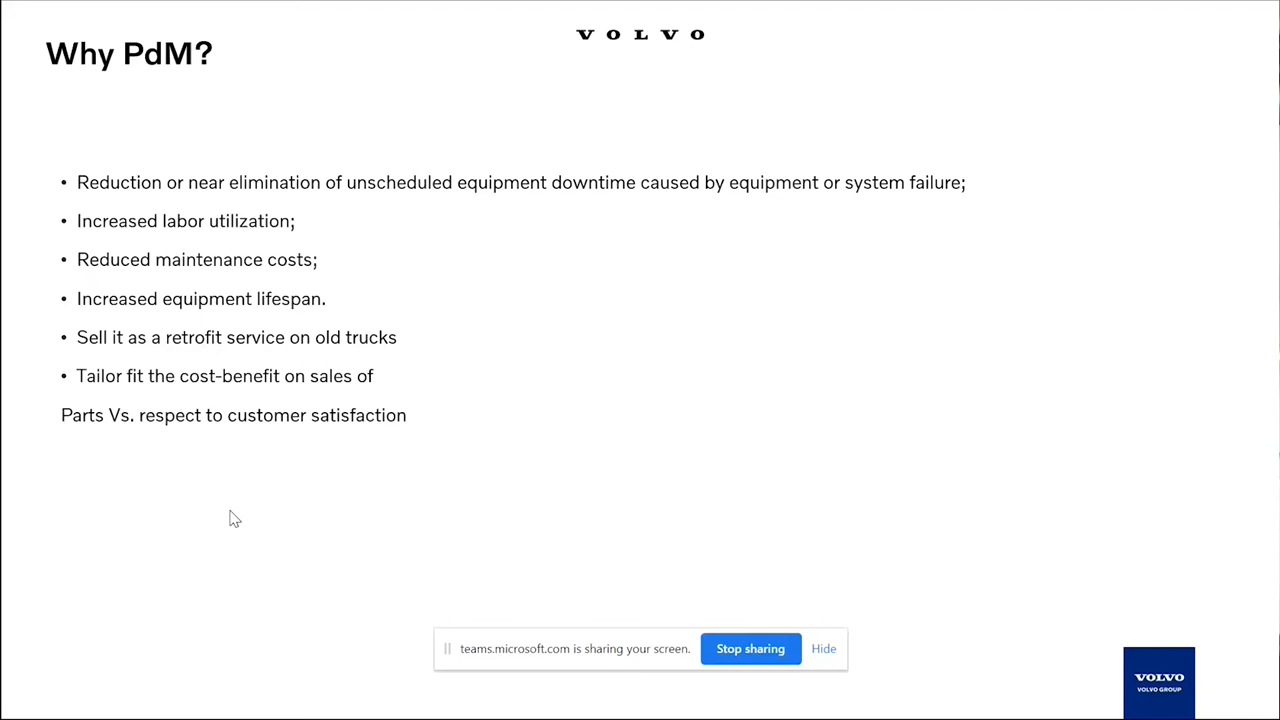 VOLVO
Why PdM?
• Reduction or near elimination of unscheduled equipment downtime caused by equipment or system failure;
• Increased labor utilization;
• Reduced maintenance costs;
• Increased equipment lifespan.
• Sell it as a retrofit service on old trucks
• Tailor fit the cost-benefit on sales of
Parts Vs. respect to customer satisfaction
teams.microsoft.com is sharing your screen.
Stop sharing
Hide
VOLVO
VOLVO GROUP